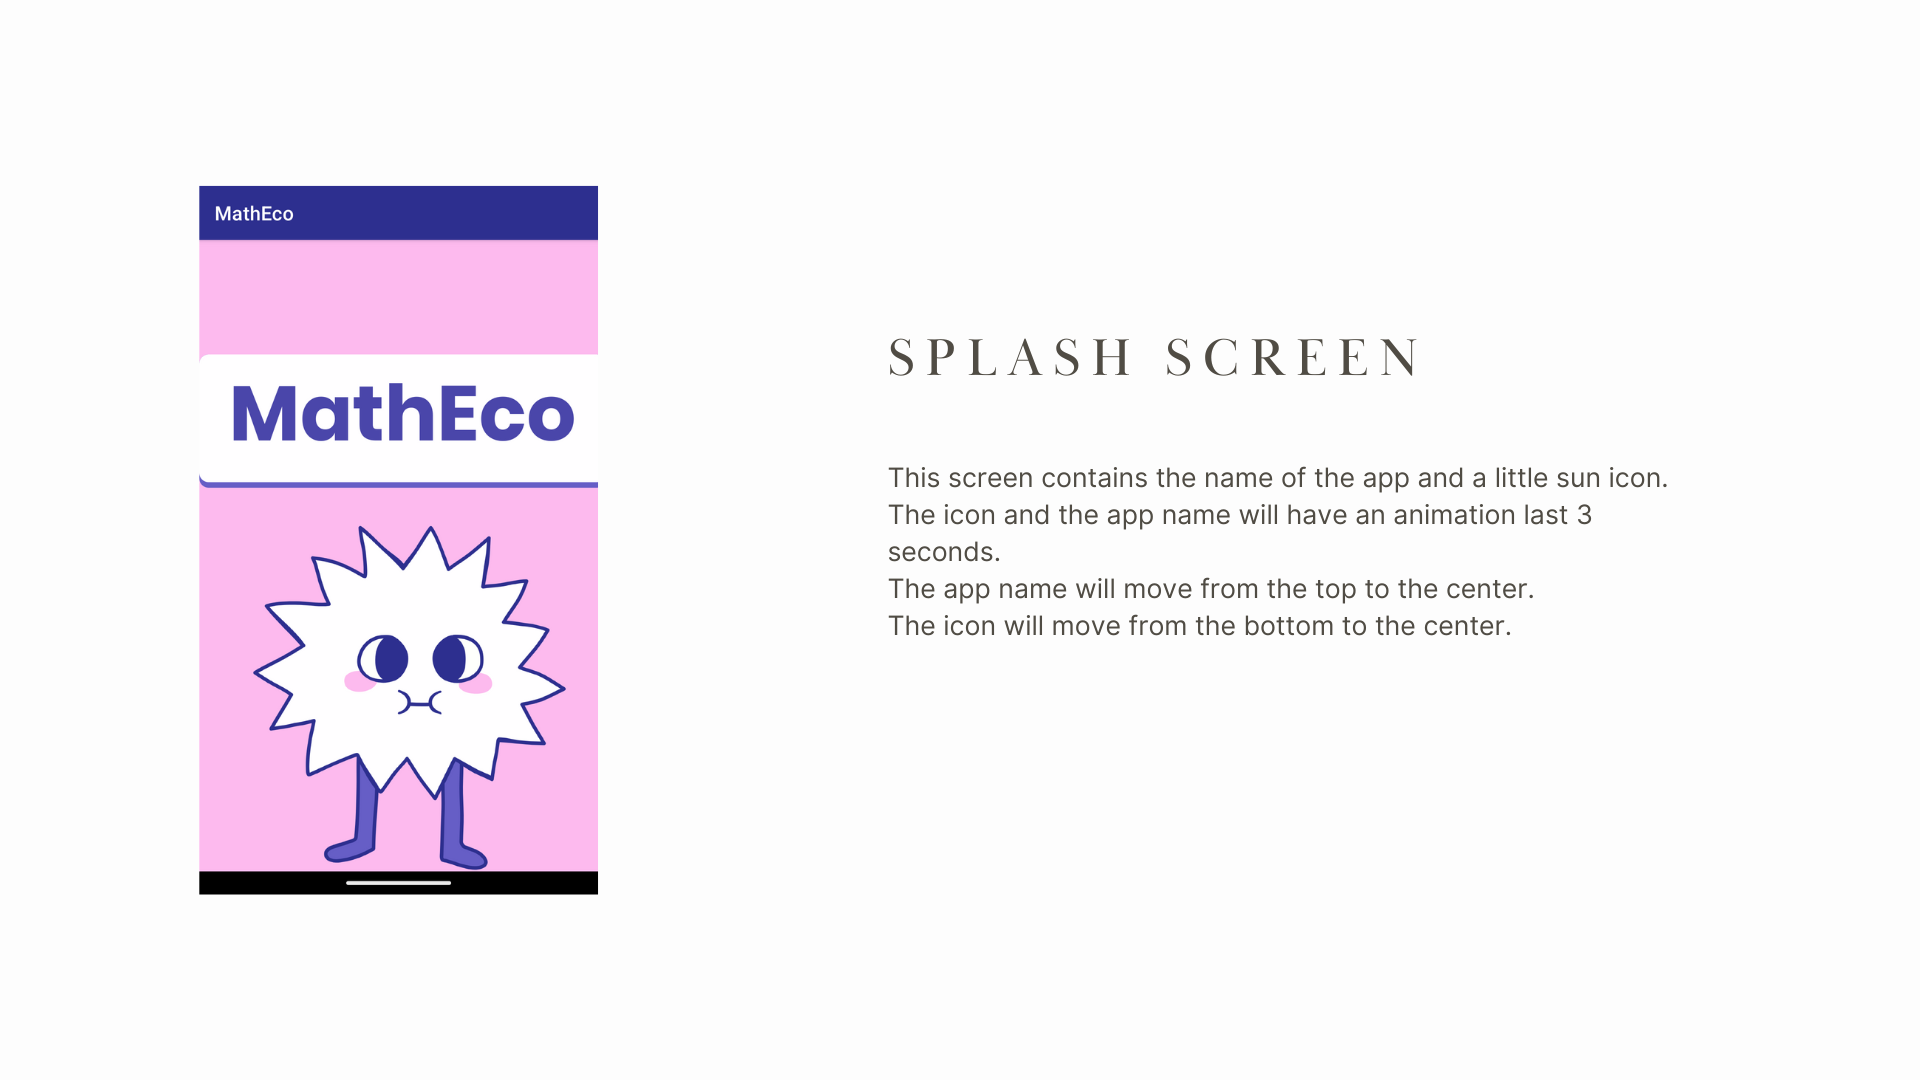 MathEco
MathEco
SPLASH SCREEN
This screen contains the name of the app and a little sun icon.
The icon and the app name will have an animation last 3
seconds.
The app name will move from the top to the center.
The icon will move from the bottom to the center.